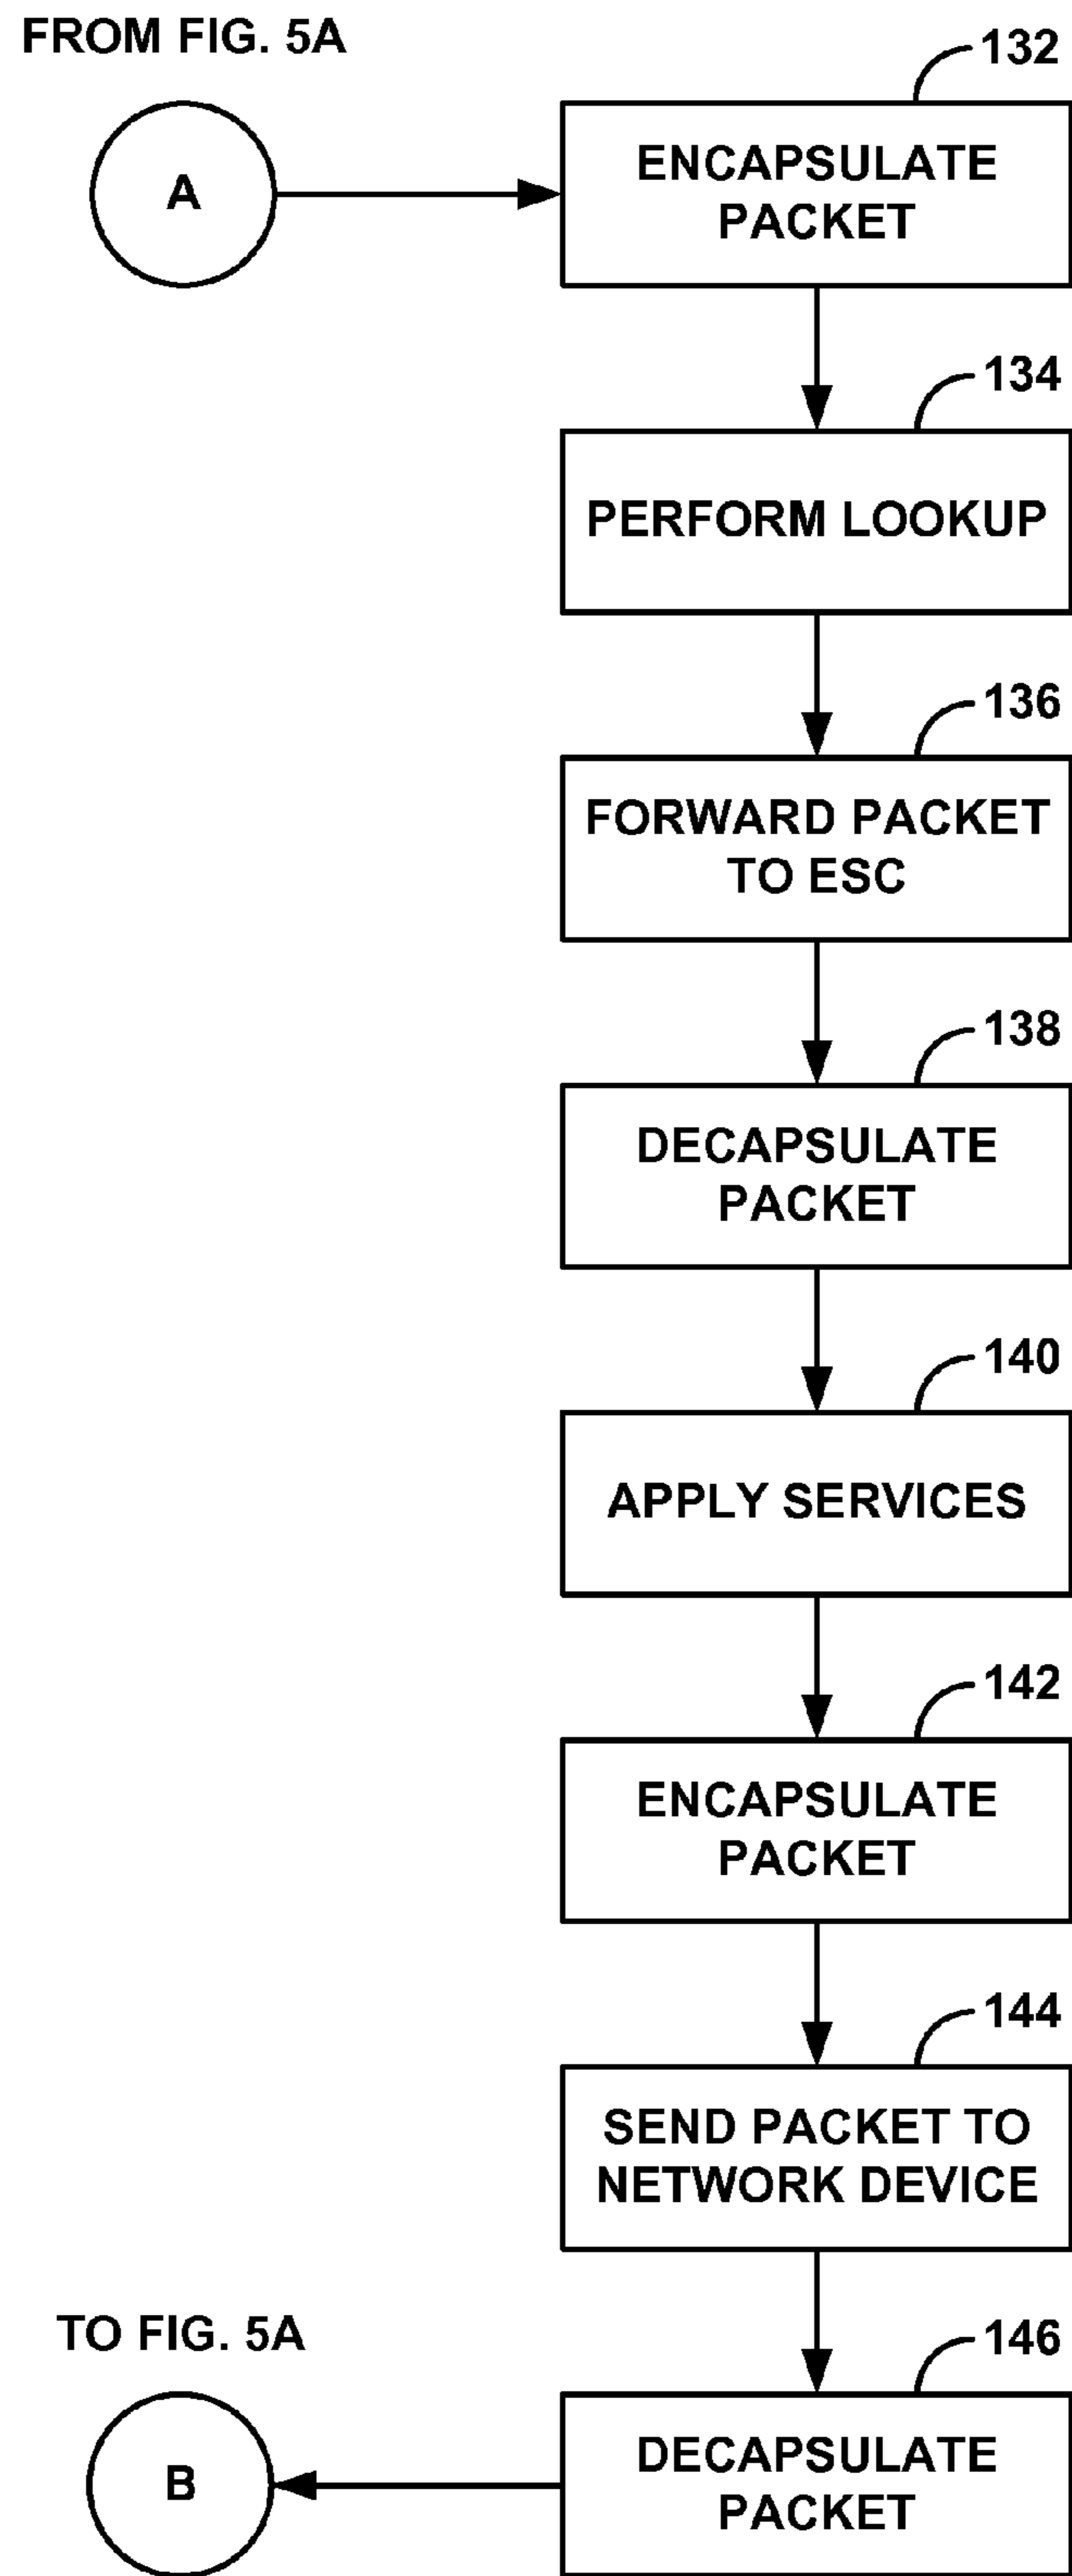 FROM FIG. 5A
132
A
ENCAPSULATE
PACKET
134
PERFORM LOOKUP
136
FORWARD PACKET
TO ESC
138
DECAPSULATE
PACKET
140
APPLY SERVICES
142
ENCAPSULATE
PACKET
144
SEND PACKET TO
NETWORK DEVICE
TO FIG. 5A
146
B
DECAPSULATE
PACKET